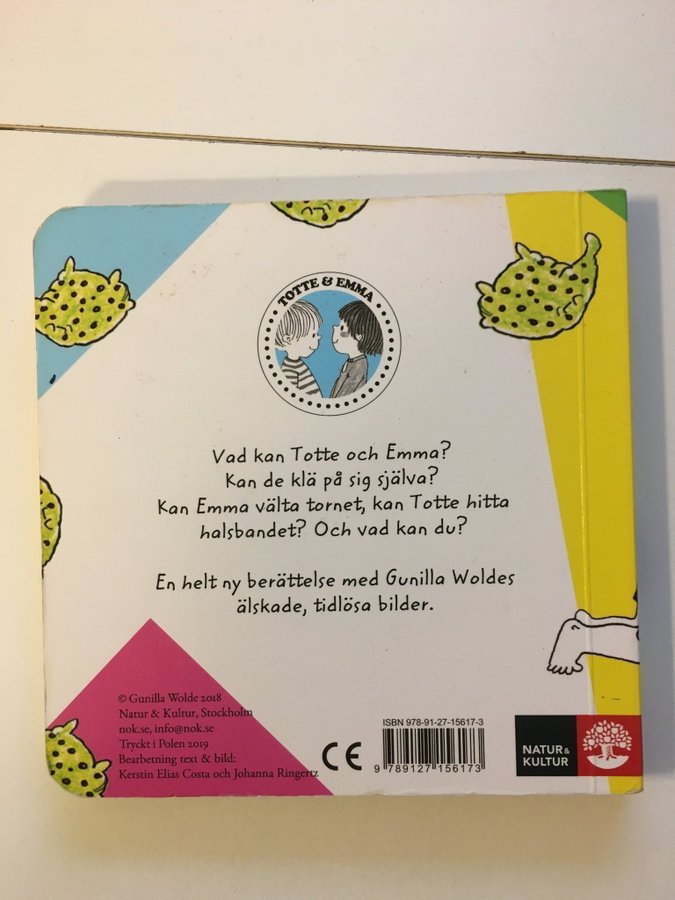 TOTTE & EMMA
Vad kan Totte och Emma?
Kan de klä på sig själva?
Kan Emma välta tornet, kan Totte hitta
halsbandet? Och vad kan du?
En helt ny berättelse med Gunilla Woldes
älskade, tidlösa bilder.
© Gunilla Wolde 2018
Natur & Kultur, Stockholm
nok.se, info@nok.se
Tryckt i Polen 2019
Bearbetning text & bild:
Kerstin Elias Costa och Johanna Ringertz
CE
ISBN 978-91-27-15617-3
9 789127 156173
NATUR &
KULTUR